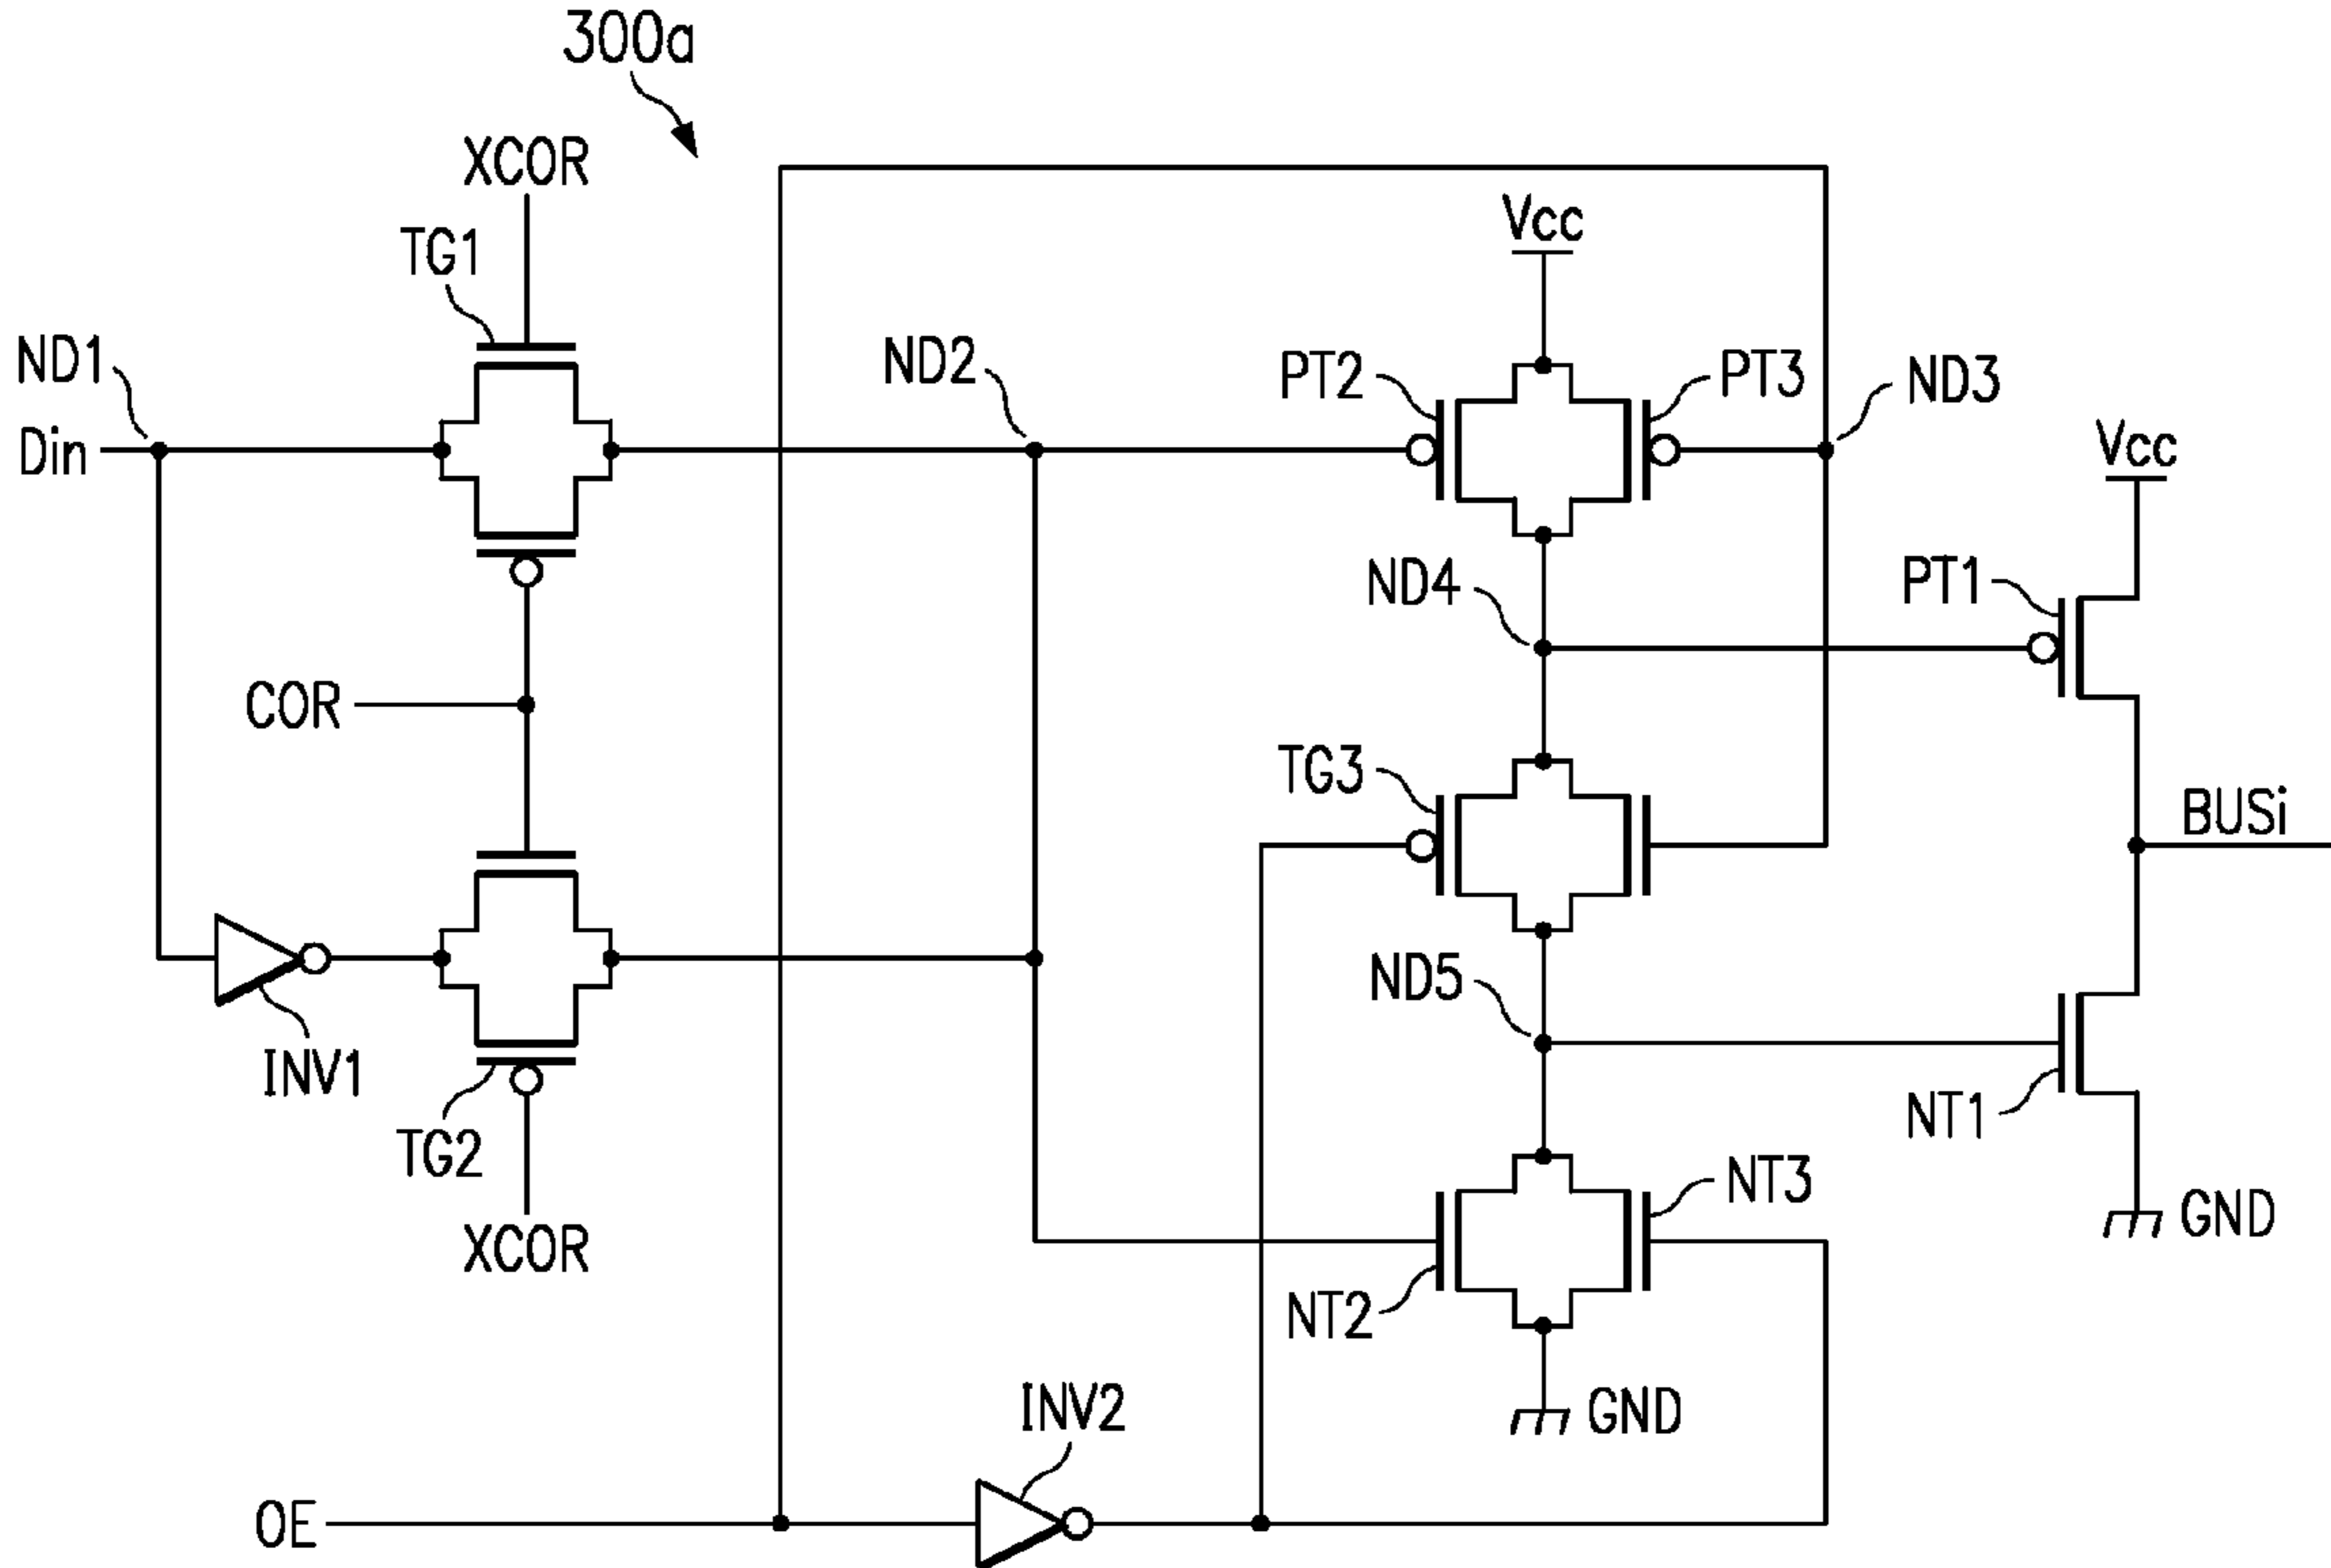 300a
XCOR
TG1
Vcc
ND1
ND2
PT2
PT3
ND3
Din
Vcc
ND4
PT1
COR
TG3
BUSi
ND5
INV1
NT1
TG2
NT3
XCOR
GND
NT2
INV2
GND
OE